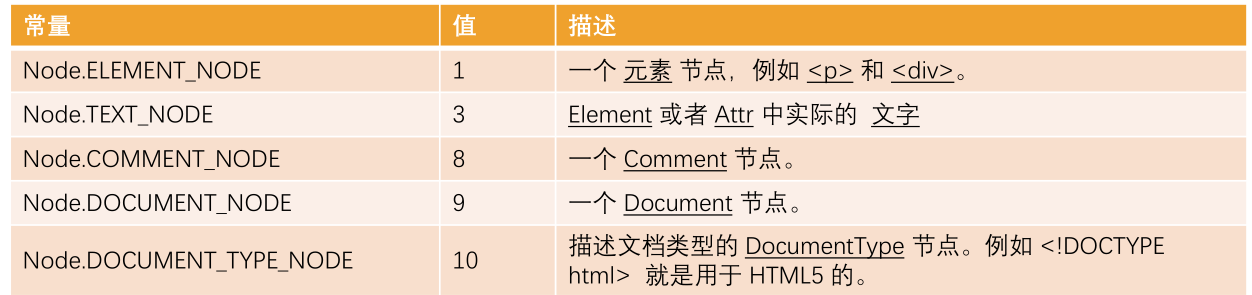 常量 值 描述
Node.ELEMENT_NODE 1 一个 元素 节点，例如 <p> 和 <div>。
Node.TEXT_NODE 3 Element 或者 Attr 中实际的 文字
Node.COMMENT_NODE 8 一个 Comment 节点。
Node.DOCUMENT_NODE 9 一个 Document 节点。
Node.DOCUMENT_TYPE_NODE 10 描述文档类型的 DocumentType 节点。例如 <!DOCTYPE
html> 就是用于 HTML5 的。